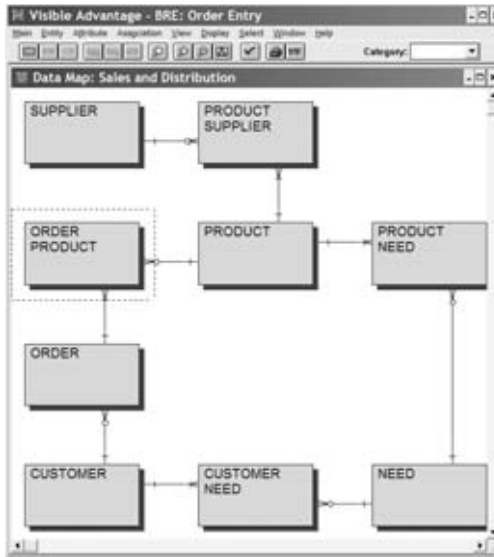 Visible Advantage - BRE: Order Entry
Main Entity Attribute Association View Display Select Window Help
Category:
Data Map: Sales and Distribution
SUPPLIER
PRODUCT
SUPPLIER
ORDER
PRODUCT
PRODUCT
PRODUCT
NEED
ORDER
CUSTOMER
CUSTOMER
NEED
NEED